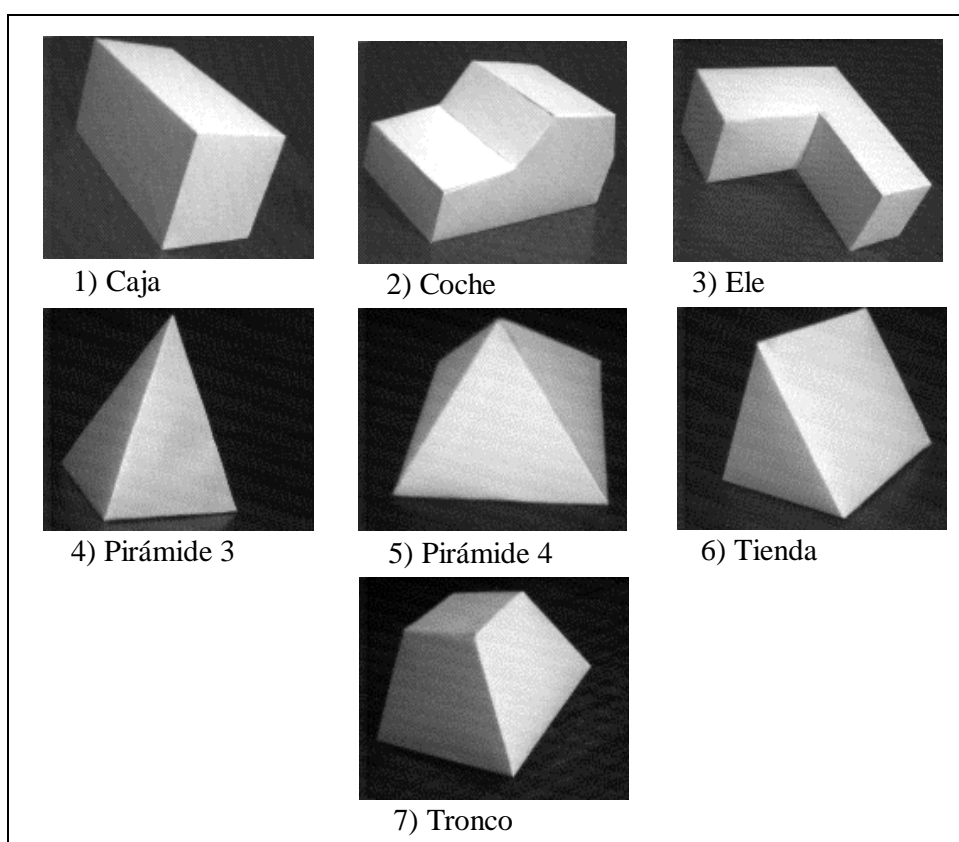 1) Caja
2) Coche
3) Ele
4) Pirámide 3
5) Pirámide 4
6) Tienda
7) Tronco